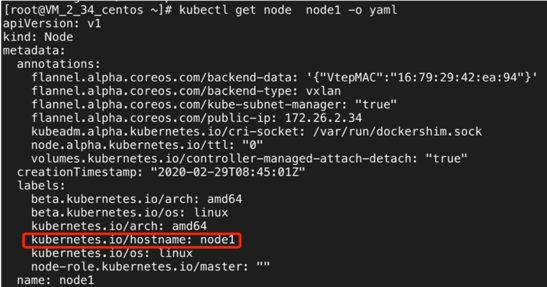 [root@VM_2_34_centos ~]# kubectl get node  node1 -o yaml
apiVersion: v1
kind: Node
metadata:
  annotations:
    flannel.alpha.coreos.com/backend-data: '{"VtepMAC":"16:79:29:42:ea:94"}'
    flannel.alpha.coreos.com/backend-type: vxlan
    flannel.alpha.coreos.com/kube-subnet-manager: "true"
    flannel.alpha.coreos.com/public-ip: 172.26.2.34
    kubeadm.alpha.kubernetes.io/cri-socket: /var/run/dockershim.sock
    node.alpha.kubernetes.io/ttl: "0"
    volumes.kubernetes.io/controller-managed-attach-detach: "true"
  creationTimestamp: "2020-02-29T08:45:01Z"
  labels:
    beta.kubernetes.io/arch: amd64
    beta.kubernetes.io/os: linux
    kubernetes.io/arch: amd64
    kubernetes.io/hostname: node1
    kubernetes.io/os: linux
    node-role.kubernetes.io/master: ""
  name: node1